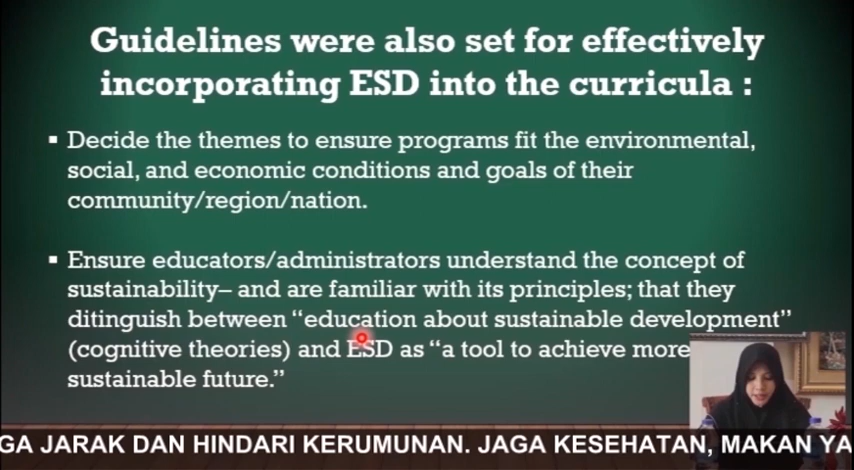 Guidelines were also set for effectively
incorporating ESD into the curricula :
▪ Decide the themes to ensure programs fit the environmental,
social, and economic conditions and goals of their
community/region/nation.
▪ Ensure educators/administrators understand the concept of
sustainability– and are familiar with its principles; that they
ditinguish between “education about sustainable development”
(cognitive theories) and ESD as “a tool to achieve more
sustainable future.”
GA JARAK DAN HINDARI KERUMUNAN. JAGA KESEHATAN, MAKAN YA